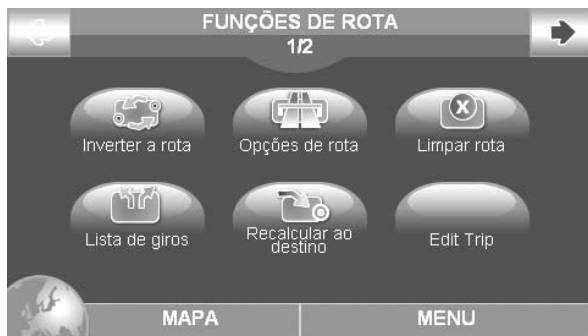 FUNÇÕES DE ROTA
1/2
Inverter a rota
Opções de rota
Limpar rota
Lista de giros
Recalcular ao
destino
Edit Trip
MAPA
MENU